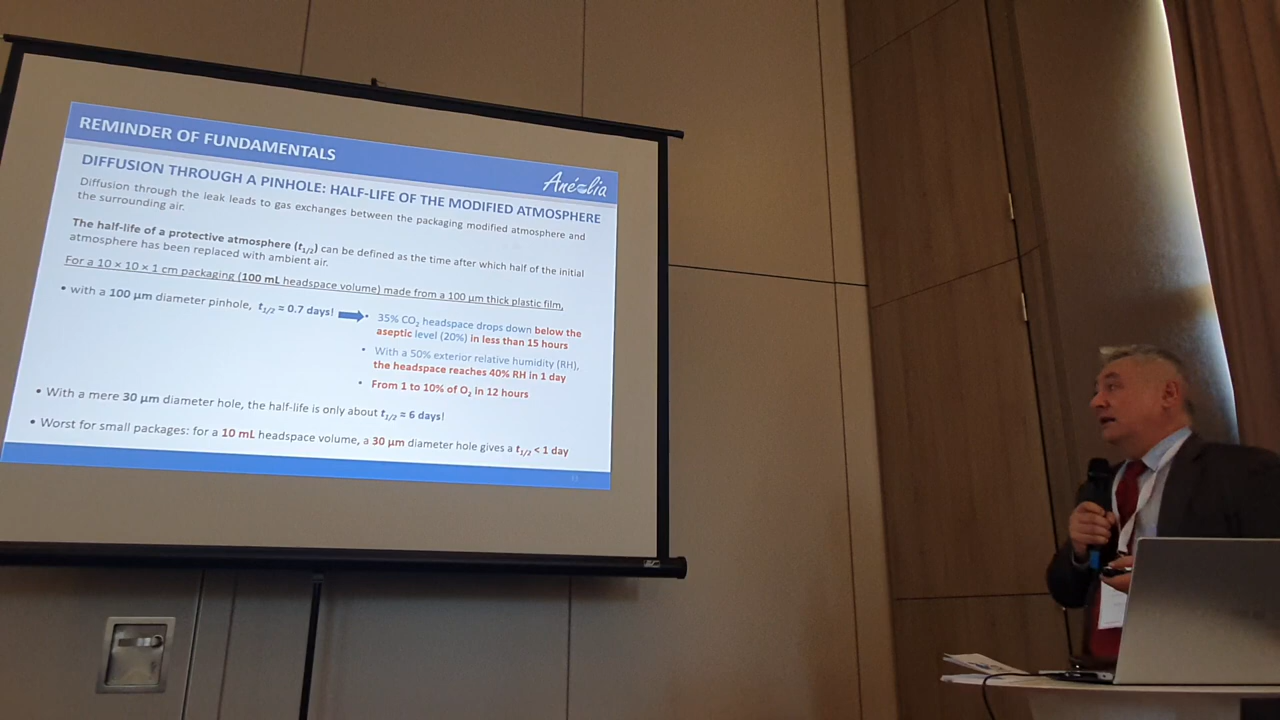 REMINDER OF FUNDAMENTALS
Anéolia
DIFFUSION THROUGH A PINHOLE: HALF-LIFE OF THE MODIFIED ATMOSPHERE
Diffusion through the leak leads to gas exchanges between the packaging modified atmosphere and
the surrounding air.
The half-life of a protective atmosphere (t1/2) can be defined as the time after which half of the initial
atmosphere has been replaced with ambient air.
For a 10 × 10 × 1 cm packaging (100 mL headspace volume) made from a 100 µm thick plastic film,
• with a 100 µm diameter pinhole, t1/2 = 0.7 days!
• 35% CO2 headspace drops down below the
aseptic level (20%) in less than 15 hours
• With a 50% exterior relative humidity (RH),
the headspace reaches 40% RH in 1 day
• From 1 to 10% of O2 in 12 hours
• With a mere 30 µm diameter hole, the half-life is only about t1/2 = 6 days!
• Worst for small packages: for a 10 mL headspace volume, a 30 µm diameter hole gives a t1/2 < 1 day